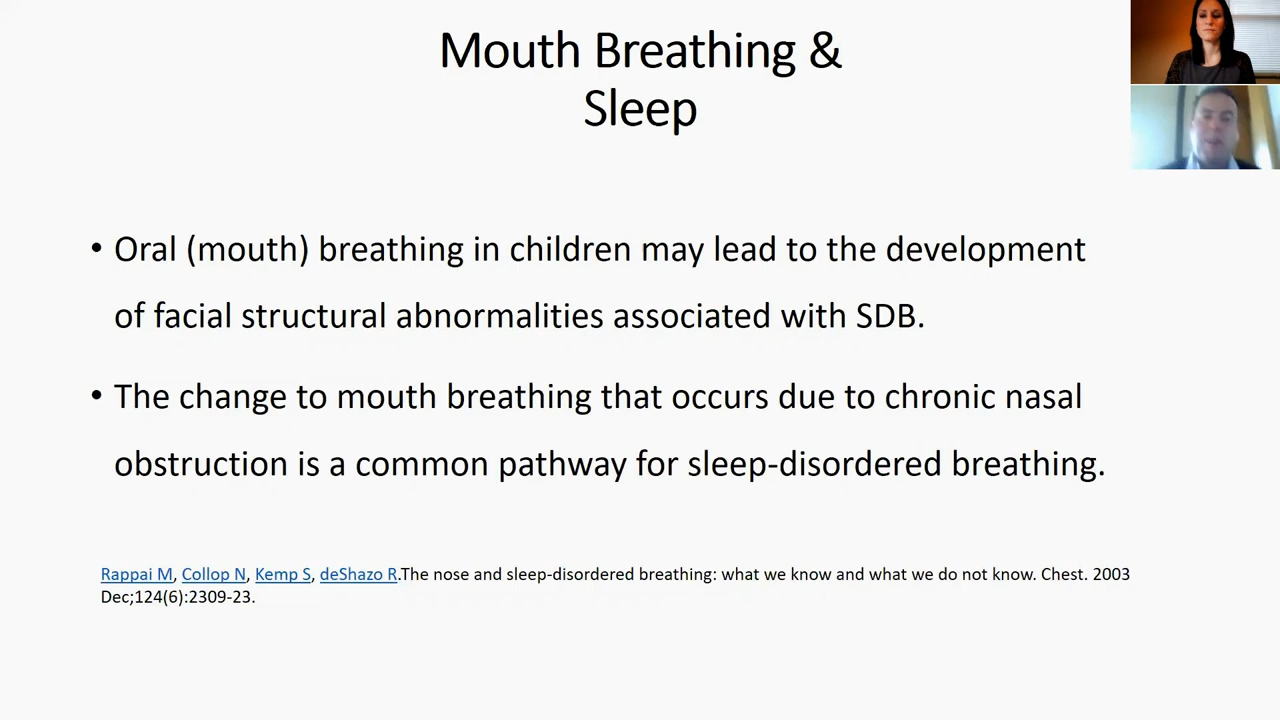 Mouth Breathing &
Sleep
• Oral (mouth) breathing in children may lead to the development
of facial structural abnormalities associated with SDB.
• The change to mouth breathing that occurs due to chronic nasal
obstruction is a common pathway for sleep-disordered breathing.
Rappai M, Collop N, Kemp S, deShazo R.The nose and sleep-disordered breathing: what we know and what we do not know. Chest. 2003
Dec;124(6):2309-23.